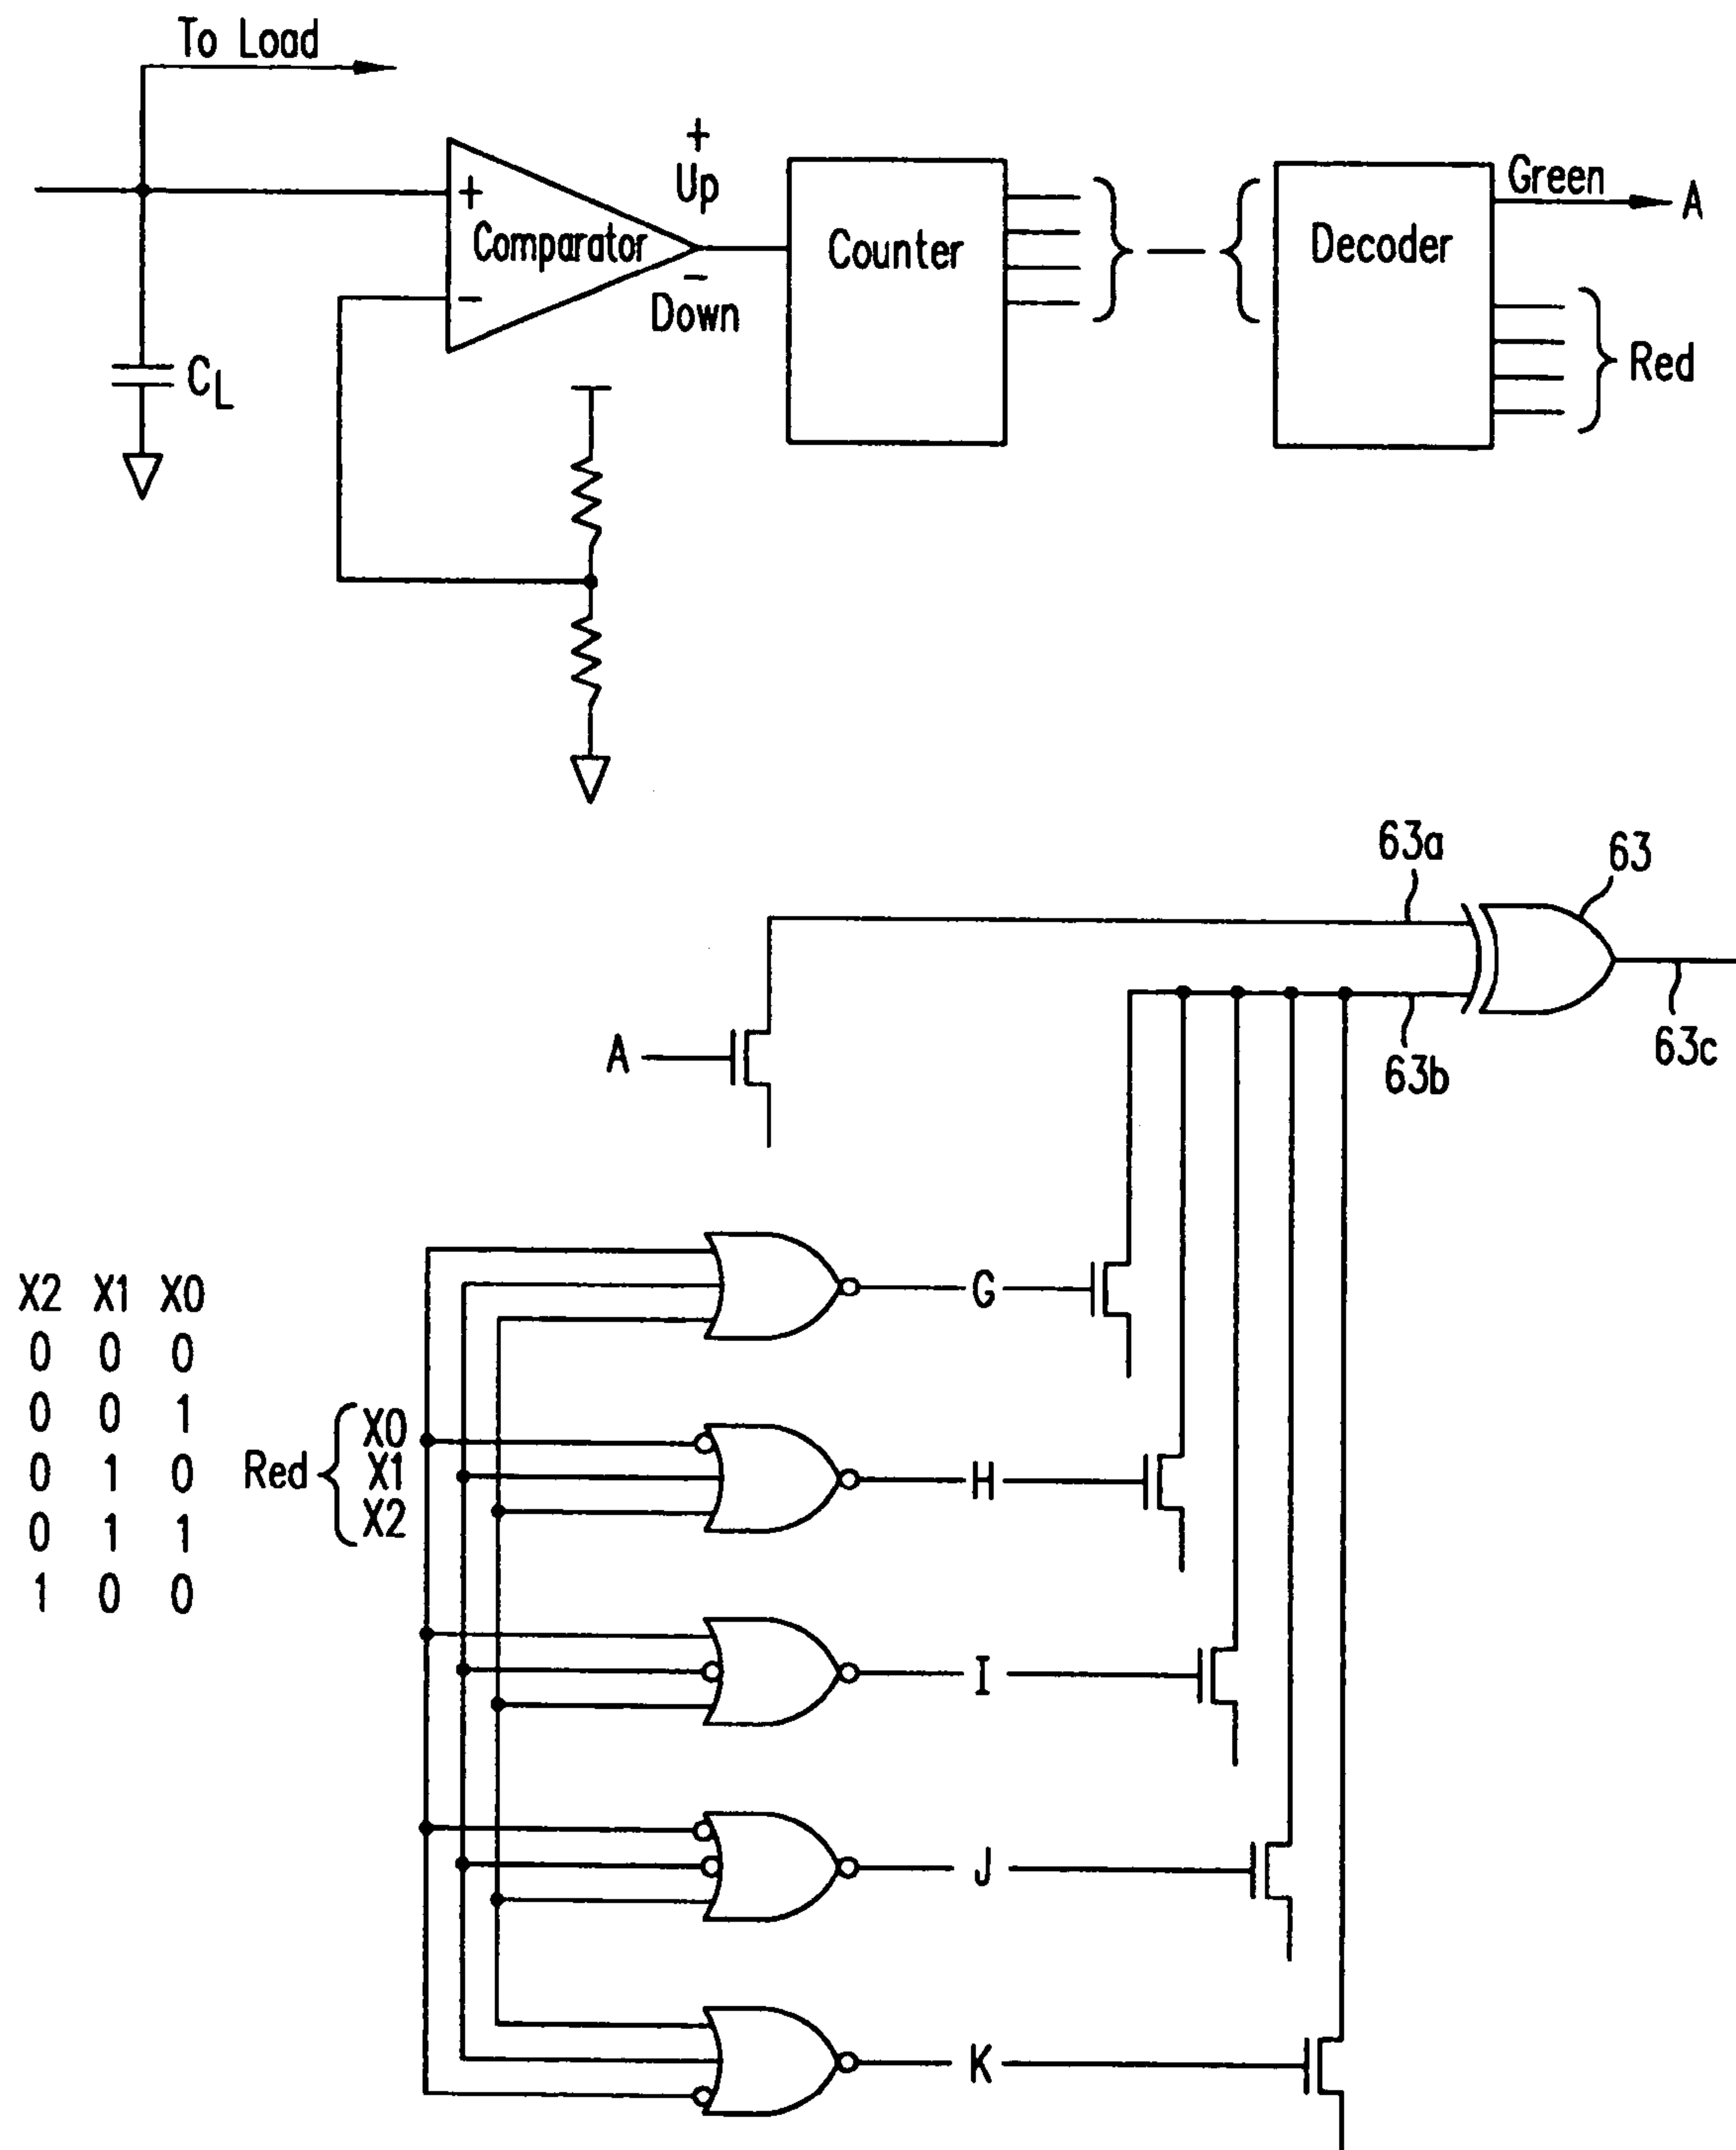 To Load
+
Up
+
Comparator
-
-
Down
Counter
Decoder
Green
A
Red
CL
63a
63
A
63b
63c
G
X2 X1 X0
0 0 0
0 0 1
0 1 0
0 1 1
1 0 0
Red
X0
X1
X2
H
I
J
K